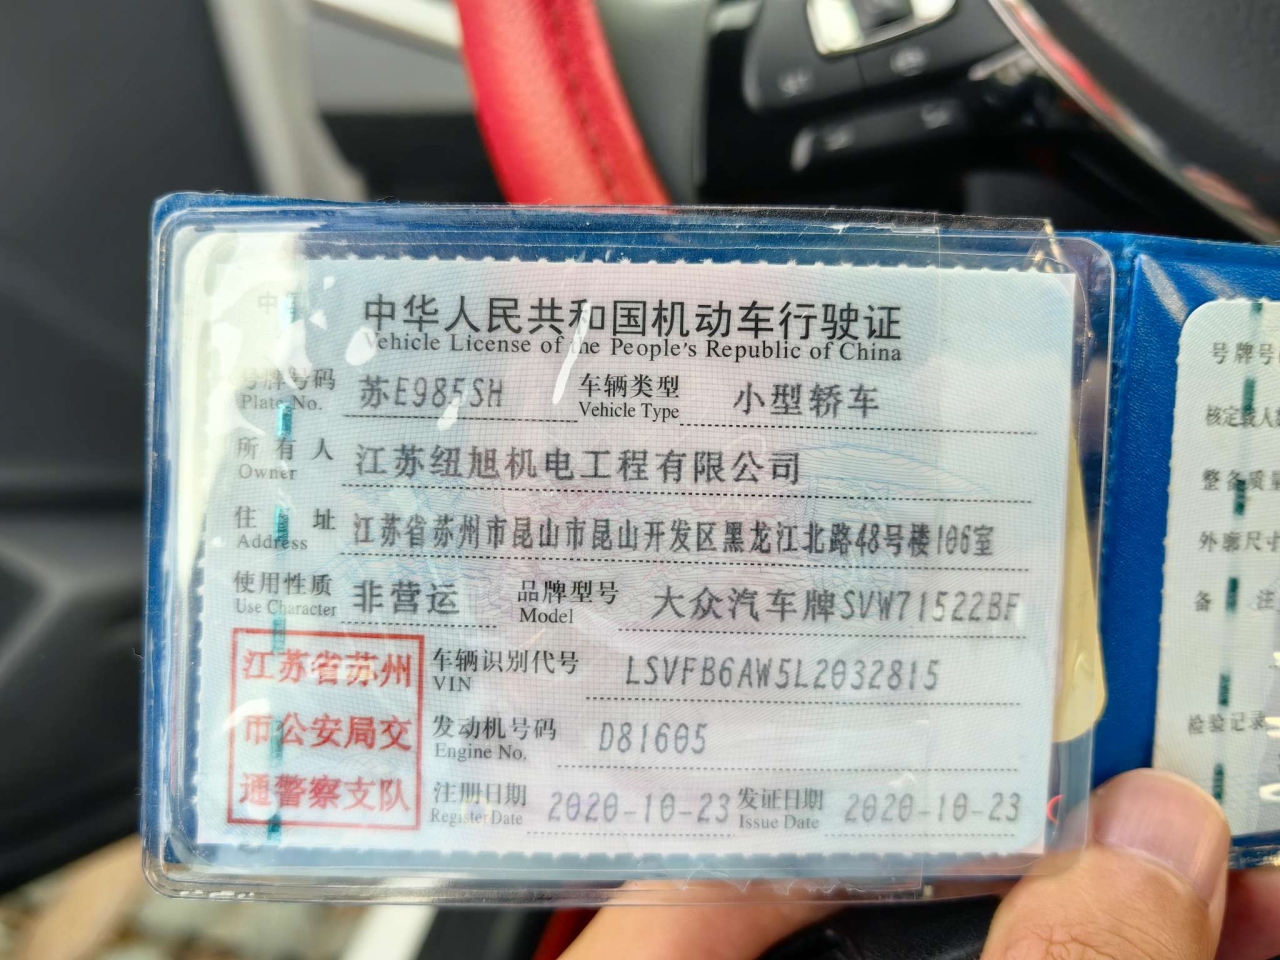 中华人民共和国机动车行驶证
Vehicle License of the People's Republic of China
号牌号码 苏E985SH 车辆类型 小型轿车
Plate No. Vehicle Type
所有人 江苏纽旭机电工程有限公司
Owner
住址 江苏省苏州市昆山市昆山开发区黑龙江北路48号楼106室
Address
使用性质 非营运 品牌型号 大众汽车牌SVW71522BF
Use Character Model
江苏省苏州
市公安局交
通警察支队
车辆识别代号 LSVFB6AW5L2032815
VIN
发动机号码 D81605
Engine No.
注册日期 2020-10-23 发证日期 2020-10-23
Register Date Issue Date
号牌号
核定载人
整备质量
外廓尺寸
备注
检验记录